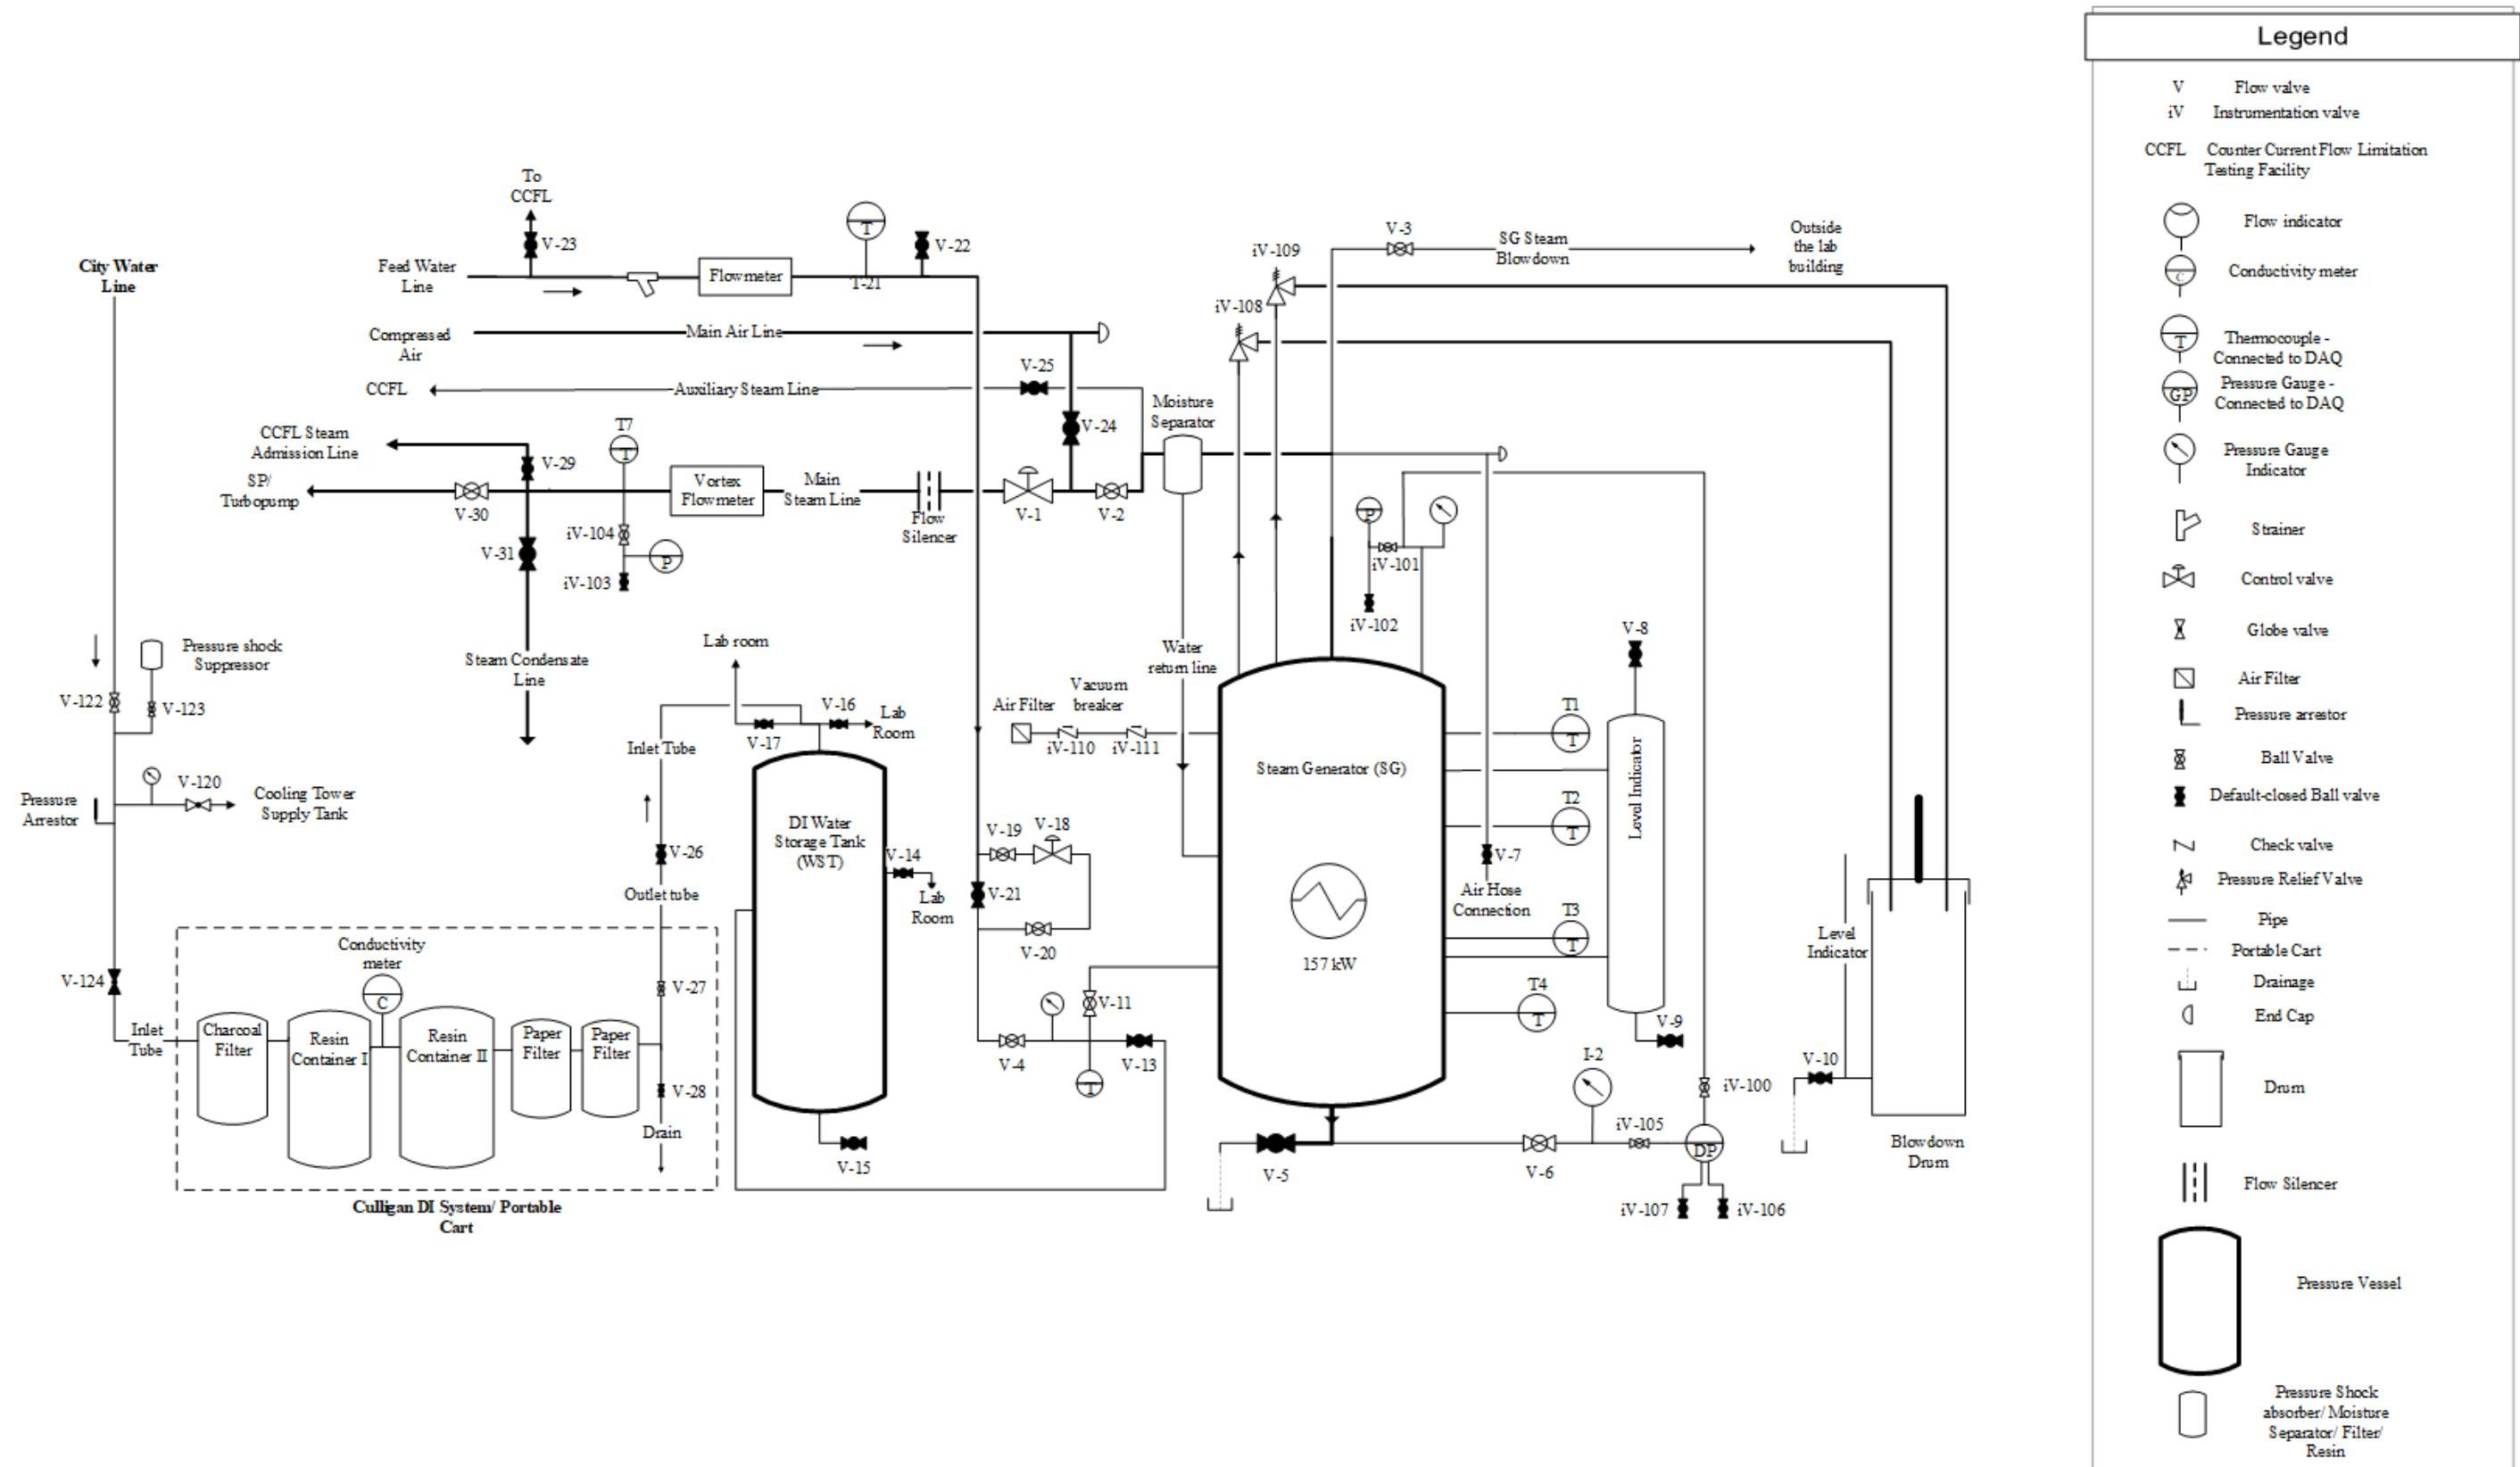 Legend
V Flow valve
iV Instrumentation valve
CCFL Counter Current Flow Limitation
Testing Facility
Flow indicator
C
Conductivity meter
T
Thermocouple -
Connected to DAQ
GP
Pressure Gauge -
Connected to DAQ
Pressure Gauge
Indicator
Strainer
Control valve
Globe valve
Air Filter
Pressure arrestor
Ball Valve
Default-closed Ball valve
Check valve
Pressure Relief Valve
Pipe
Portable Cart
Drainage
End Cap
Drum
Flow Silencer
Pressure Vessel
Pressure Shock
absorber/ Moisture
Separator/ Filter/
Resin
To
CCFL
V-23
T
T-21
V-22
City Water
Line
Feed Water
Line
Flowmeter
Compressed
Air
Main Air Line
CCFL
Auxiliary Steam Line
V-25
V-24
Moisture
Separator
CCFL Steam
Admission Line
V-29
T7
T
SP/
Turbopump
V-30
Vortex
Flowmeter
Main
Steam Line
Flow
Silencer
V-1
V-2
V-31
iV-104
P
iV-103
Steam Condensate
Line
iV-109
iV-108
V-3
SG Steam
Blowdown
Outside
the lab
building
P
iV-101
iV-102
Pressure shock
Suppressor
V-122
V-123
V-120
Cooling Tower
Supply Tank
Pressure
Arrestor
V-124
Inlet
Tube
Lab room
V-17
V-16
Lab
Room
Inlet Tube
V-26
Outlet tube
V-27
V-28
Drain
Conductivity
meter
C
Charcoal
Filter
Resin
Container I
Resin
Container II
Paper
Filter
Paper
Filter
Culligan DI System/ Portable
Cart
DI Water
Storage Tank
(WST)
V-14
Lab
Room
V-15
Water
return line
Air Filter
Vacuum
breaker
iV-110
iV-111
V-19
V-18
V-21
V-20
V-11
V-4
T
V-13
Steam Generator (SG)
157 kW
T1
T
T2
T
T3
T
T4
T
V-7
Air Hose
Connection
V-8
Level Indicator
V-9
I-2
V-5
V-6
iV-105
iV-100
DP
iV-107
iV-106
Level
Indicator
V-10
Blowdown
Drum